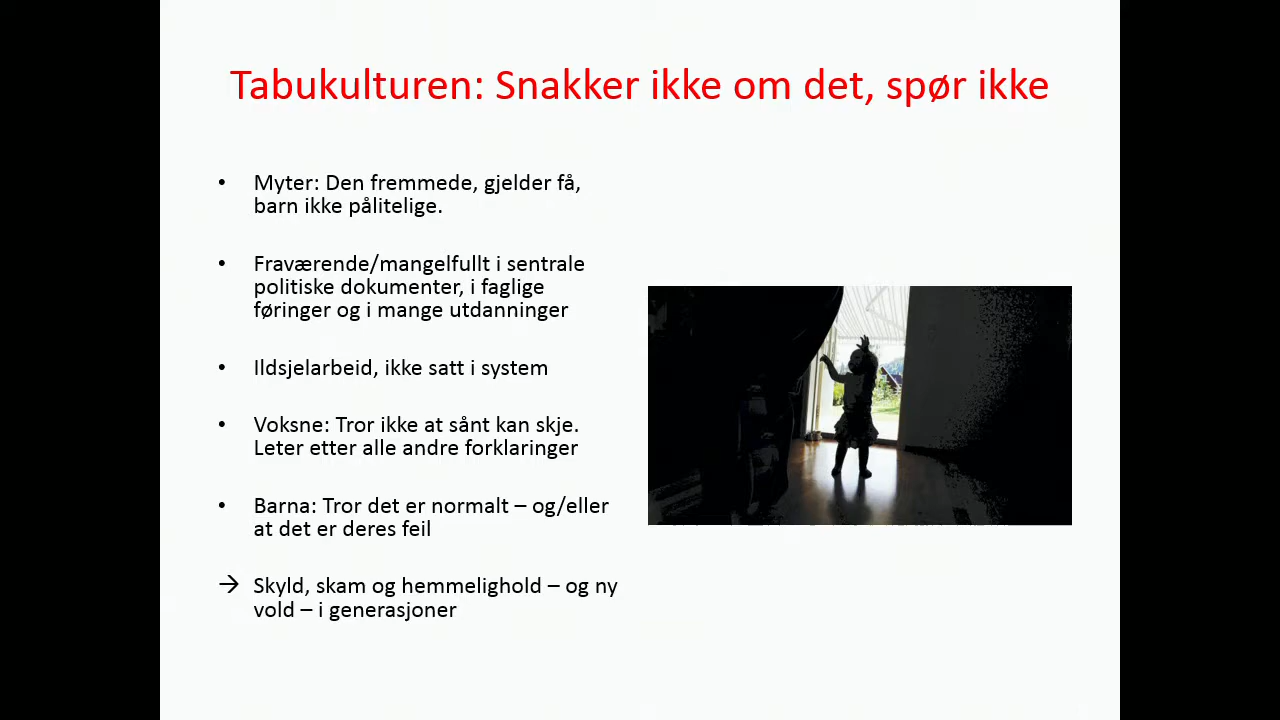 Tabukulturen: Snakker ikke om det, spør ikke
• Myter: Den fremmede, gjelder få,
barn ikke pålitelige.
• Fraværende/mangelfullt i sentrale
politiske dokumenter, i faglige
føringer og i mange utdanninger
• Ildsjelarbeid, ikke satt i system
• Voksne: Tror ikke at sånt kan skje.
Leter etter alle andre forklaringer
• Barna: Tror det er normalt – og/eller
at det er deres feil
→ Skyld, skam og hemmelighold – og ny
vold – i generasjoner